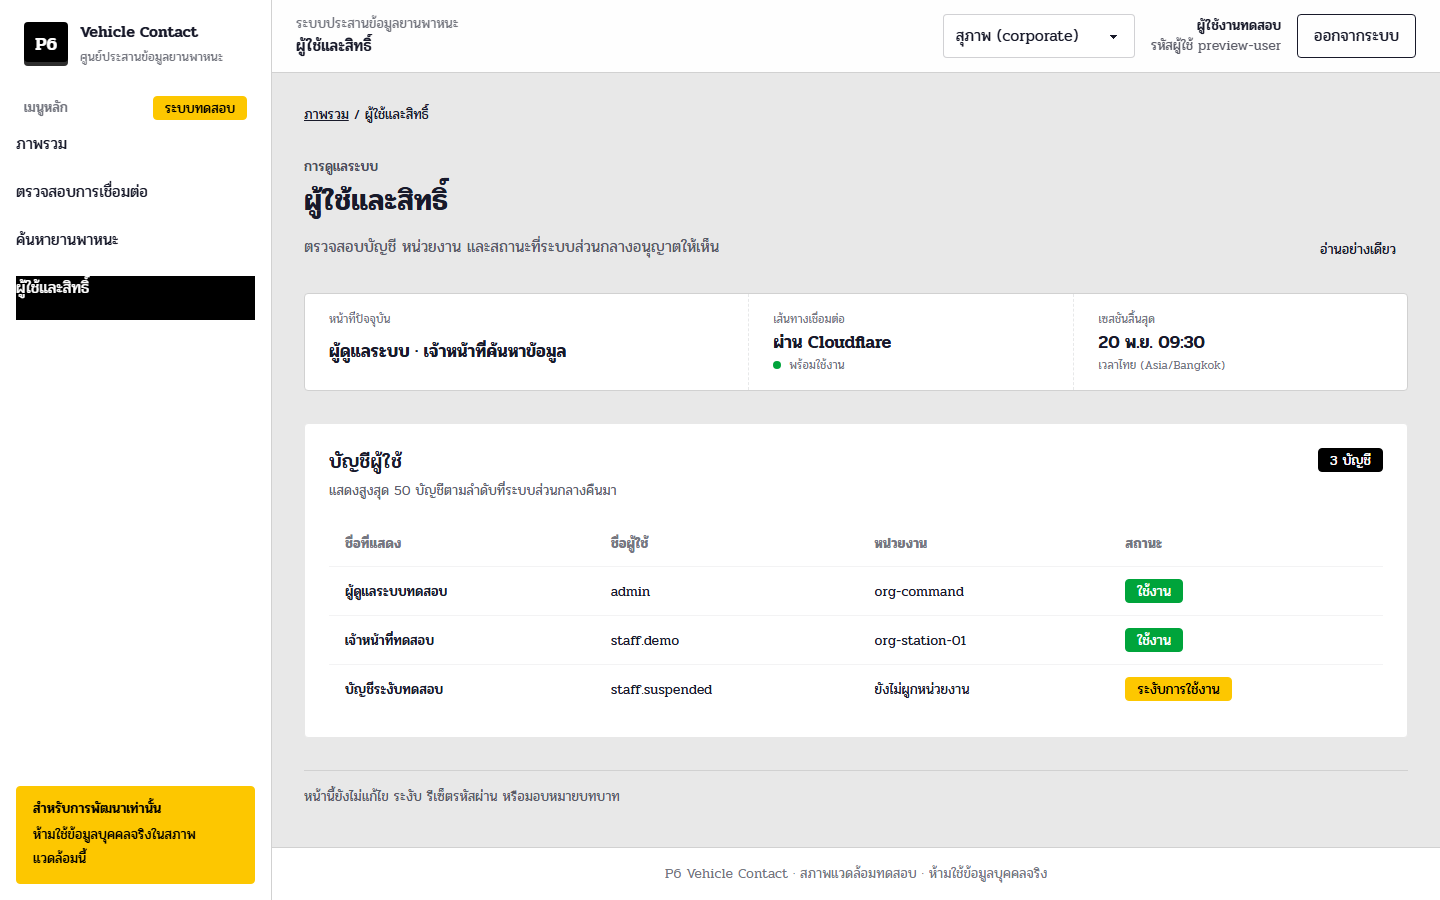 P6
Vehicle Contact
ศูนย์ประสานข้อมูลยานพาหนะ
เมนูหลัก
ระบบทดสอบ
ภาพรวม
ตรวจสอบการเชื่อมต่อ
ค้นหายานพาหนะ
ผู้ใช้และสิทธิ์
สำหรับการพัฒนาเท่านั้น
ห้ามใช้ข้อมูลบุคคลจริงในสภาพ
แวดล้อมนี้
ระบบประสานข้อมูลยานพาหนะ
ผู้ใช้และสิทธิ์
สุภาพ (corporate)
ผู้ใช้งานทดสอบ
รหัสผู้ใช้ preview-user
ออกจากระบบ
ภาพรวม / ผู้ใช้และสิทธิ์
การดูแลระบบ
ผู้ใช้และสิทธิ์
ตรวจสอบบัญชี หน่วยงาน และสถานะที่ระบบส่วนกลางอนุญาตให้เห็น
อ่านอย่างเดียว
หน้าที่ปัจจุบัน
ผู้ดูแลระบบ · เจ้าหน้าที่ค้นหาข้อมูล
เส้นทางเชื่อมต่อ
ผ่าน Cloudflare
พร้อมใช้งาน
เซสชันสิ้นสุด
20 พ.ย. 09:30
เวลาไทย (Asia/Bangkok)
บัญชีผู้ใช้
3 บัญชี
แสดงสูงสุด 50 บัญชีตามลำดับที่ระบบส่วนกลางคืนมา
ชื่อที่แสดง ชื่อผู้ใช้ หน่วยงาน สถานะ
ผู้ดูแลระบบทดสอบ admin org-command ใช้งาน
เจ้าหน้าที่ทดสอบ staff.demo org-station-01 ใช้งาน
บัญชีระงับทดสอบ staff.suspended ยังไม่ผูกหน่วยงาน ระงับการใช้งาน
หน้านี้ยังไม่แก้ไข ระงับ รีเซ็ตรหัสผ่าน หรือมอบหมายบทบาท
P6 Vehicle Contact · สภาพแวดล้อมทดสอบ · ห้ามใช้ข้อมูลบุคคลจริง